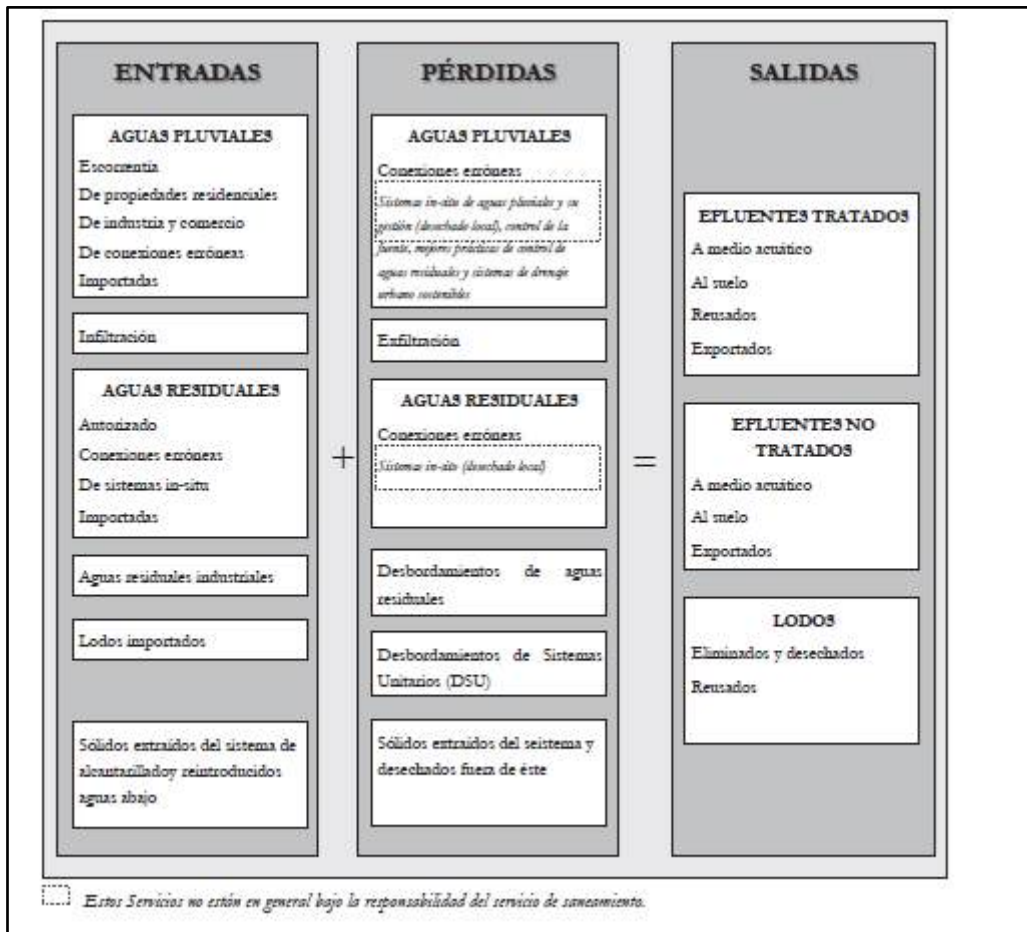 ENTRADAS
AGUAS PLUVIALES
Escorrentía
De propiedades residenciales
De industria y comercio
De conexiones erróneas
Importadas
Infiltración
AGUAS RESIDUALES
Autorizado
Conexiones erróneas
De sistemas in-situ
Importadas
Aguas residuales industriales
Lodos importados
Sólidos extraídos del sistema de
alcantarilladoy reintroducidos
aguas abajo
+
PÉRDIDAS
AGUAS PLUVIALES
Conexiones erróneas
Sistemas in-situ de aguas pluviales y su
gestión (desechado local), control de la
fuente, mejores prácticas de control de
aguas residuales y sistemas de drenaje
urbano sostenibles
Exfiltración
AGUAS RESIDUALES
Conexiones erróneas
Sistemas in-situ (desechado local)
Desbordamientos de aguas
residuales
Desbordamientos de Sistemas
Unitarios (DSU)
Sólidos extraídos del seistema y
desechados fuera de éste
=
SALIDAS
EFLUENTES TRATADOS
A medio acuático
Al suelo
Reusados
Exportados
EFLUENTES NO
TRATADOS
A medio acuático
Al suelo
Exportados
LODOS
Eliminados y desechados
Reusados
Estos Servicios no están en general bajo la responsabilidad del servicio de saneamiento.